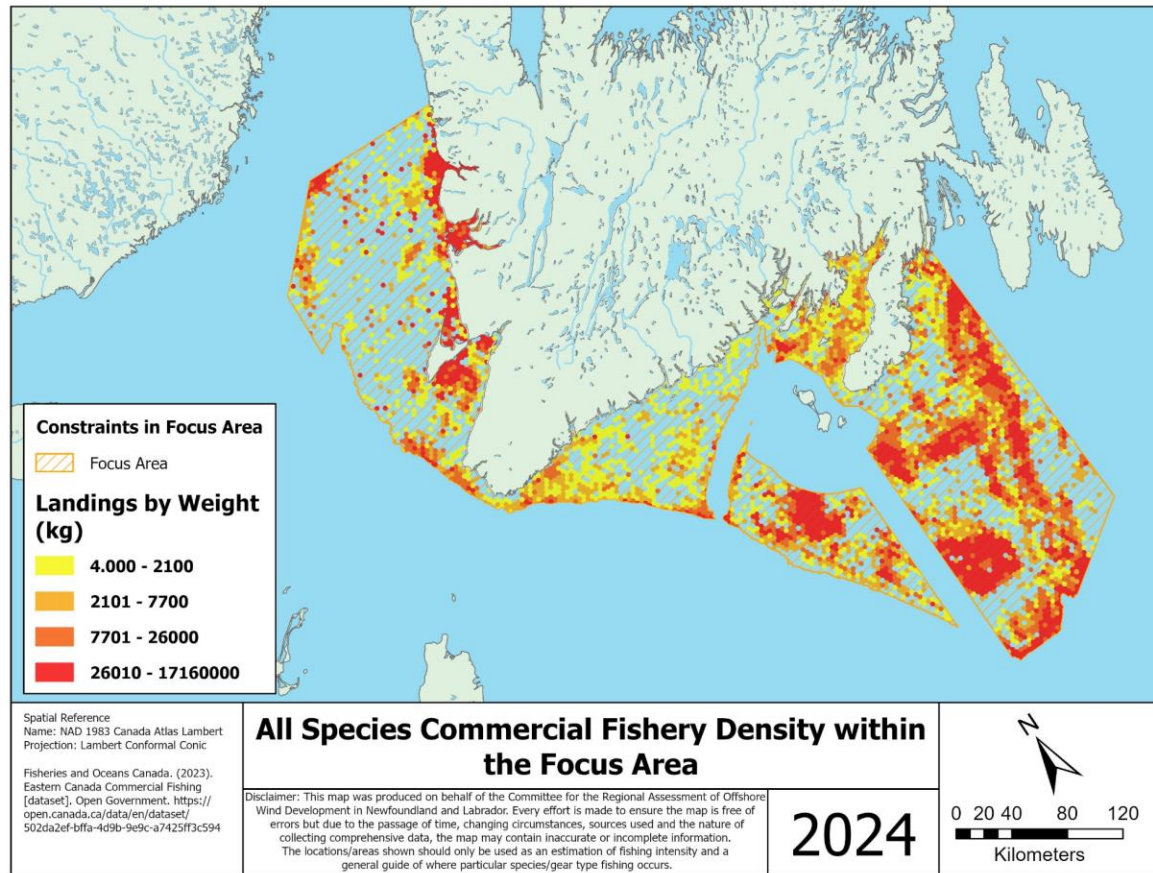 Constraints in Focus Area
Focus Area
Landings by Weight
(kg)
4.000 - 2100
2101 - 7700
7701 - 26000
26010 - 17160000
Spatial Reference
Name: NAD 1983 Canada Atlas Lambert
Projection: Lambert Conformal Conic
Fisheries and Oceans Canada. (2023).
Eastern Canada Commercial Fishing
[dataset]. Open Government. https://
open.canada.ca/data/en/dataset/
502da2ef-bffa-4d9b-9e9c-a7425ff3c594
All Species Commercial Fishery Density within
the Focus Area
Disclaimer: This map was produced on behalf of the Committee for the Regional Assessment of Offshore
Wind Development in Newfoundland and Labrador. Every effort is made to ensure the map is free of
errors but due to the passage of time, changing circumstances, sources used and the nature of
collecting comprehensive data, the map may contain inaccurate or incomplete information.
The locations/areas shown should only be used as an estimation of fishing intensity and a
general guide of where particular species/gear type fishing occurs.
2024
N
0 10 20 40 80 120
Kilometers